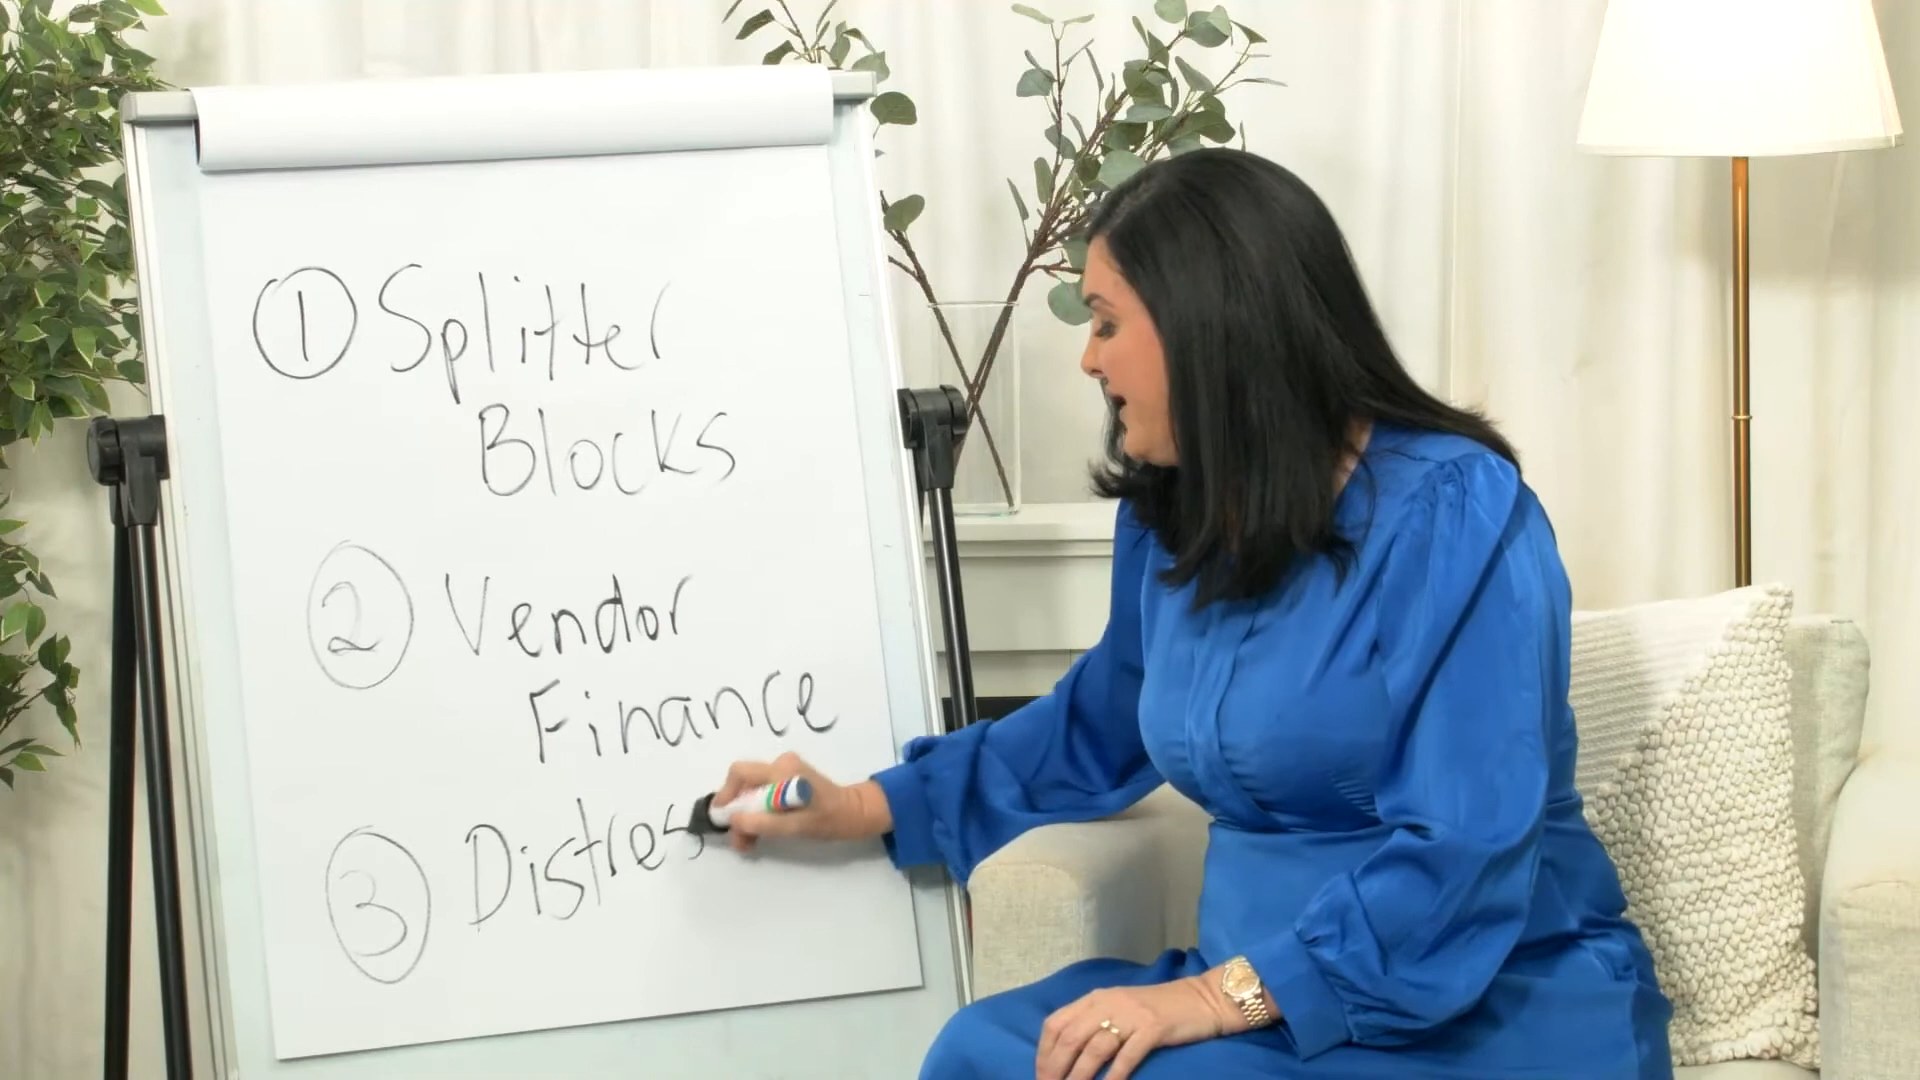 ① Splitter
Blocks
② Vendor
Finance
③ Distres